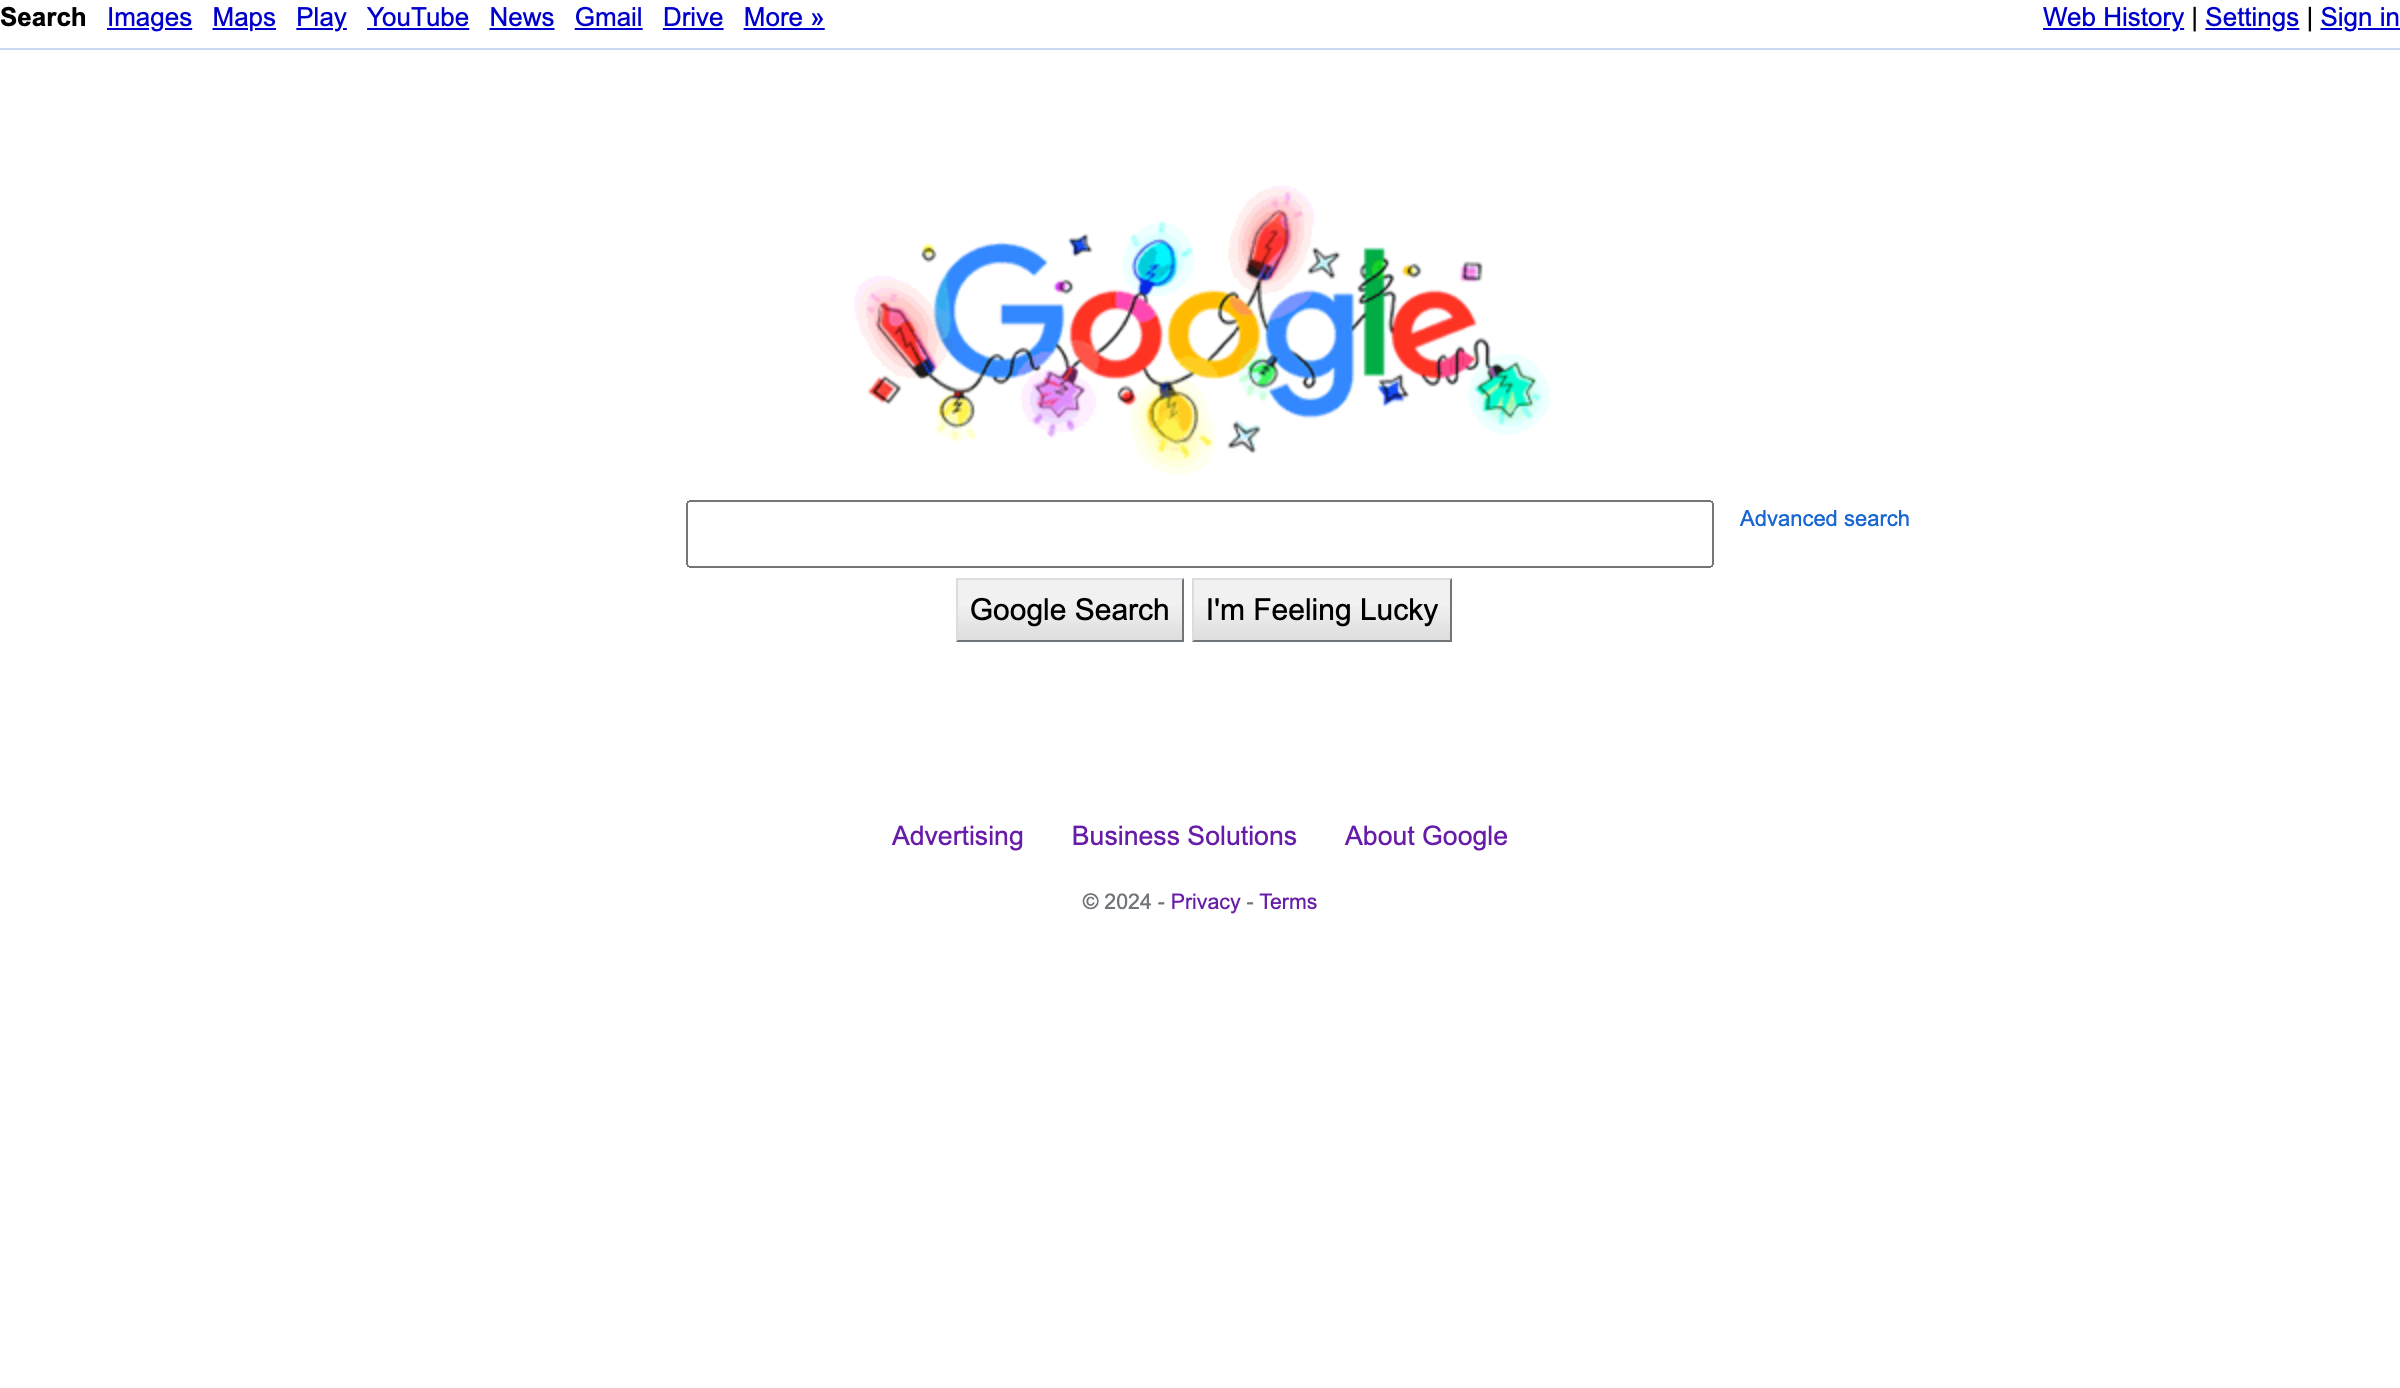 Search Images Maps Play YouTube News Gmail Drive More »
Web History | Settings | Sign in
Google
Advanced search
Google Search I'm Feeling Lucky
Advertising Business Solutions About Google
© 2024 - Privacy - Terms